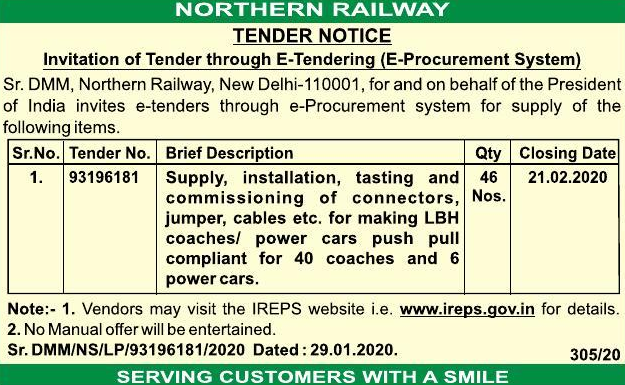 NORTHERN RAILWAY
TENDER NOTICE
Invitation of Tender through E-Tendering (E-Procurement System)
Sr. DMM, Northern Railway, New Delhi-110001, for and on behalf of the President
of India invites e-tenders through e-Procurement system for supply of the
following items.
Sr.No. Tender No. Brief Description Qty Closing Date
1. 93196181 Supply, installation, tasting and 46 21.02.2020
commissioning of connectors, Nos.
jumper, cables etc. for making LBH
coaches/ power cars push pull
compliant for 40 coaches and 6
power cars.
Note:- 1. Vendors may visit the IREPS website i.e. www.ireps.gov.in for details.
2. No Manual offer will be entertained.
Sr. DMM/NS/LP/93196181/2020 Dated : 29.01.2020. 305/20
SERVING CUSTOMERS WITH A SMILE